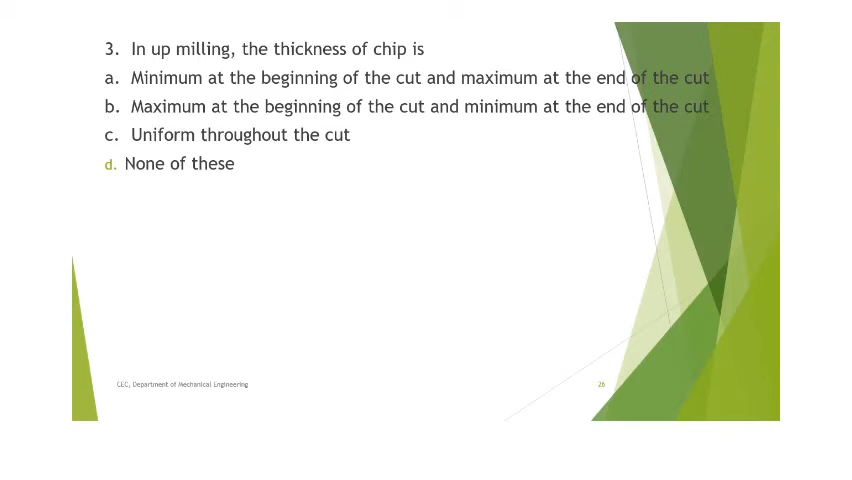 3. In up milling, the thickness of chip is
a. Minimum at the beginning of the cut and maximum at the end of the cut
b. Maximum at the beginning of the cut and minimum at the end of the cut
c. Uniform throughout the cut
d. None of these
CEC, Department of Mechanical Engineering
26